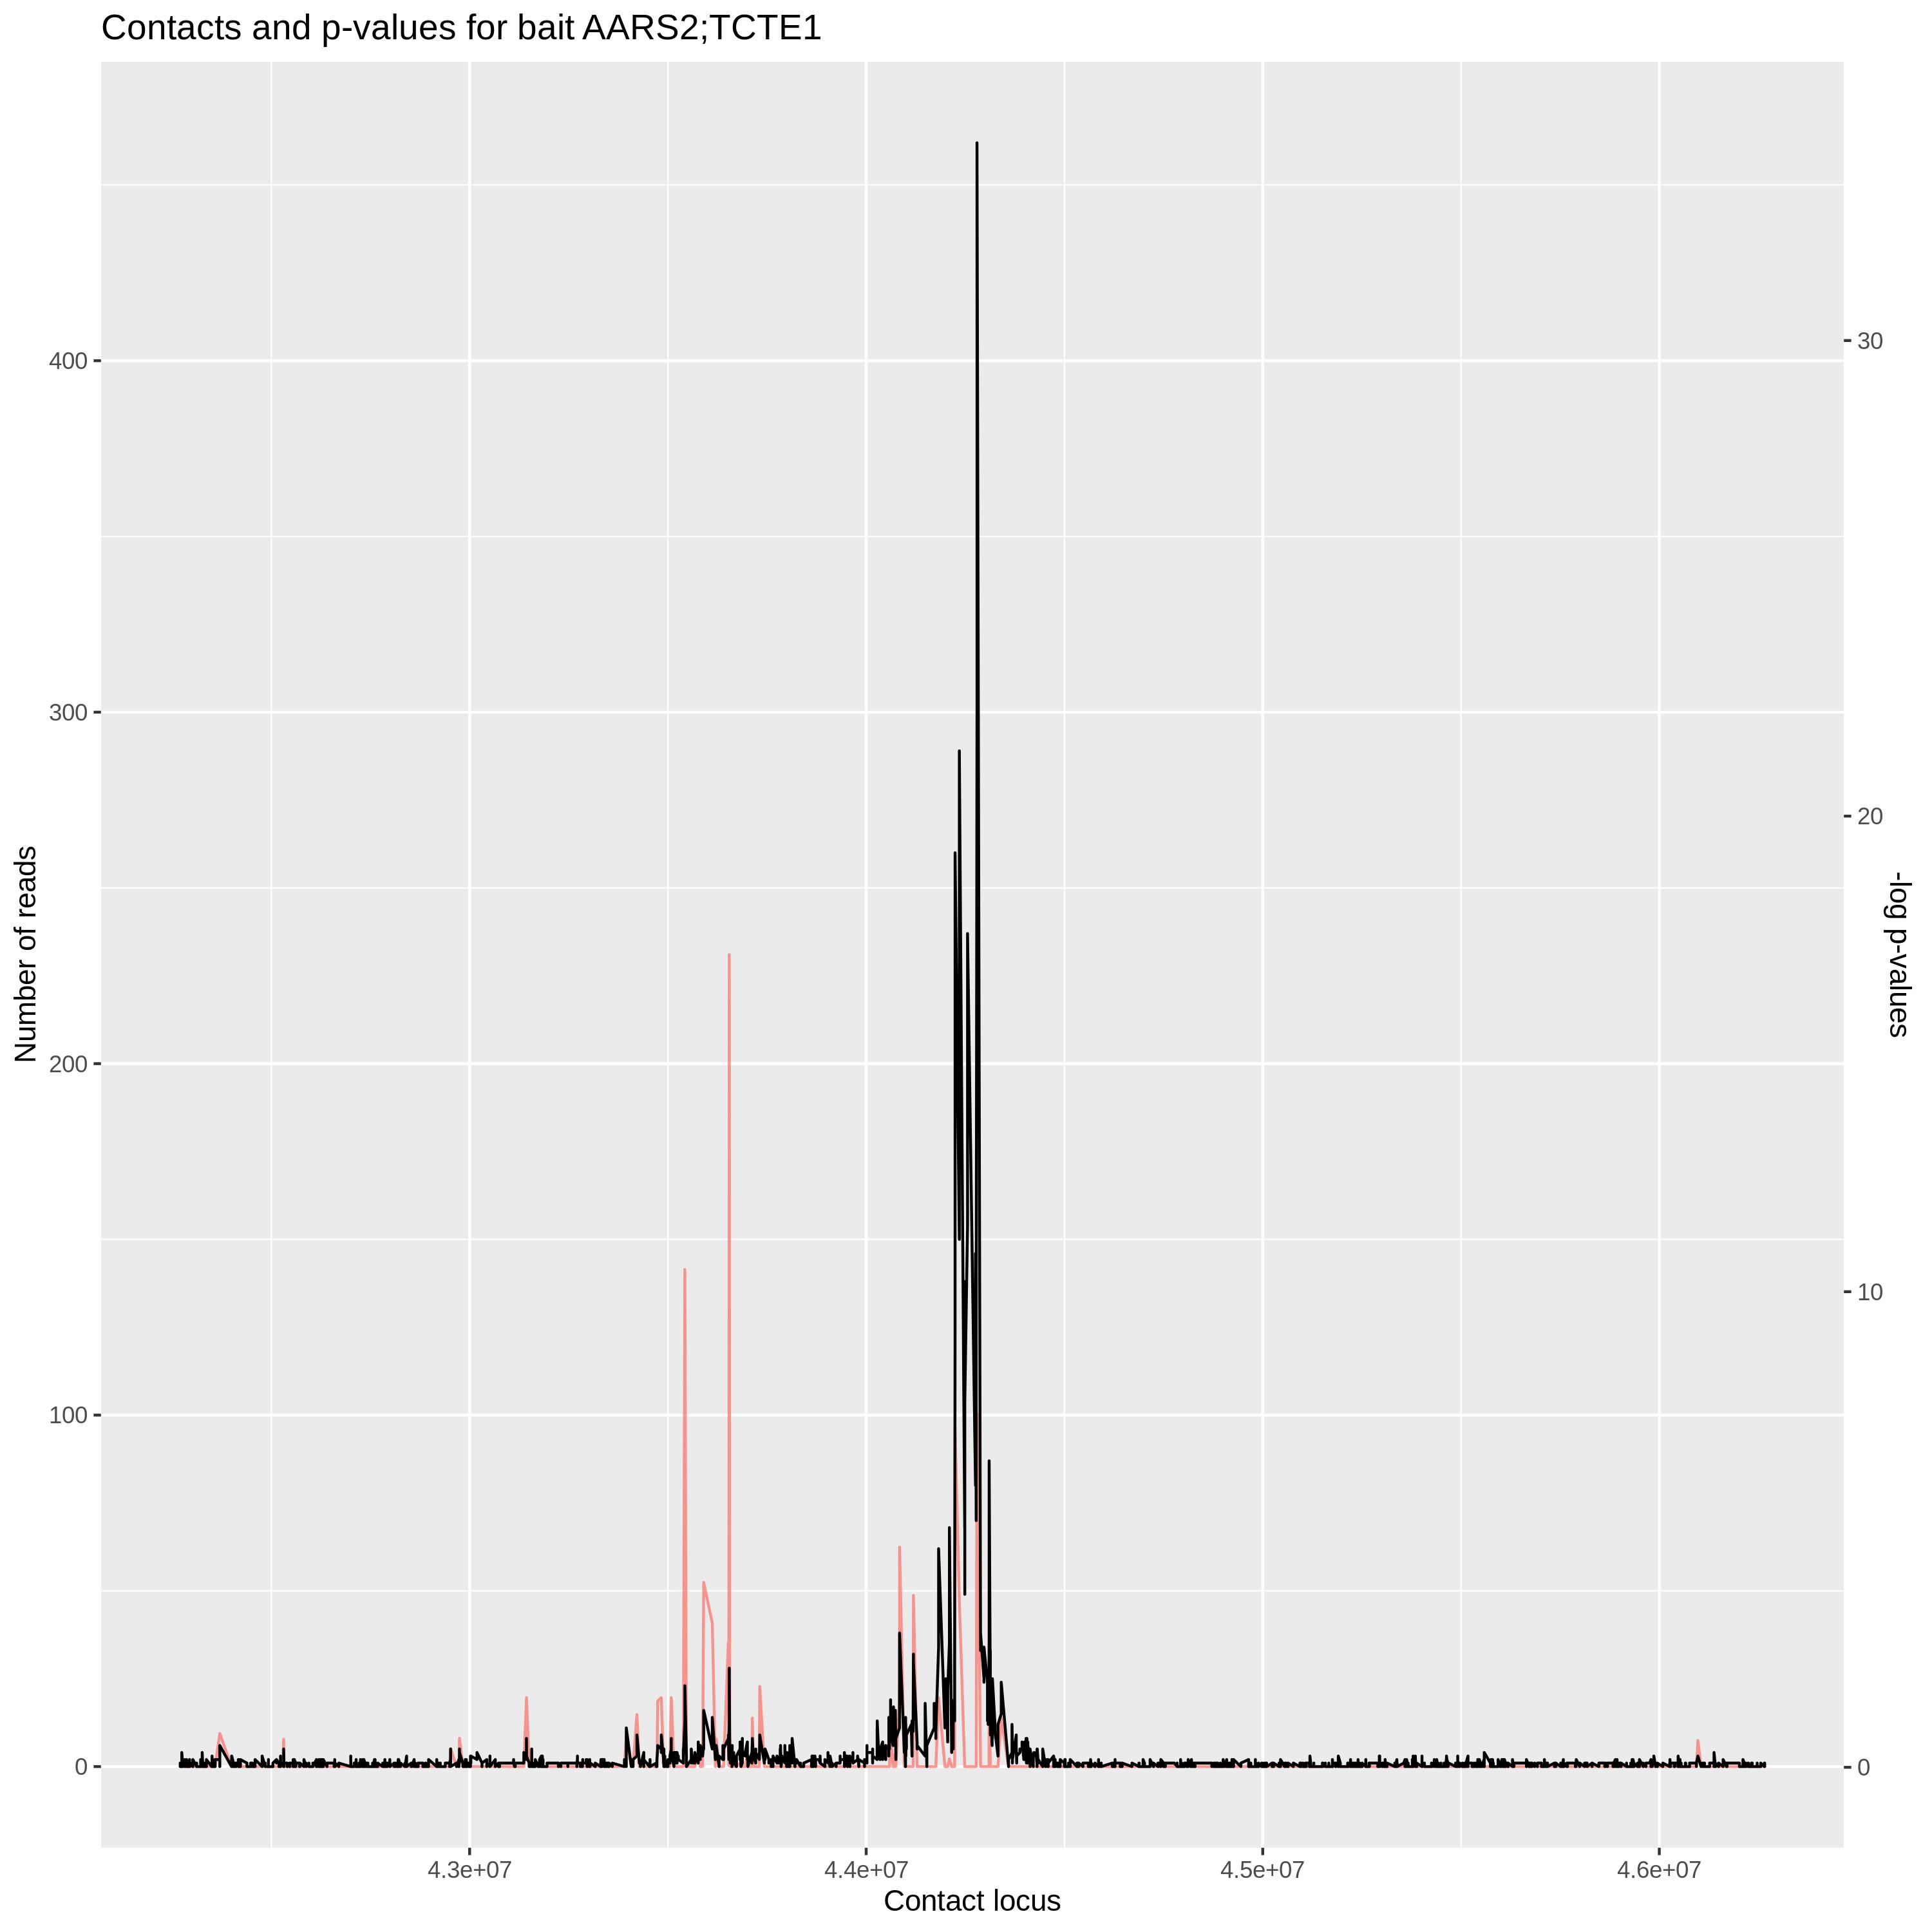 Contacts and p-values for bait AARS2;TCTE1
400
300
200
100
0
Number of reads
30
20
10
0
-log p-values
4.3e+07
4.4e+07
4.5e+07
4.6e+07
Contact locus